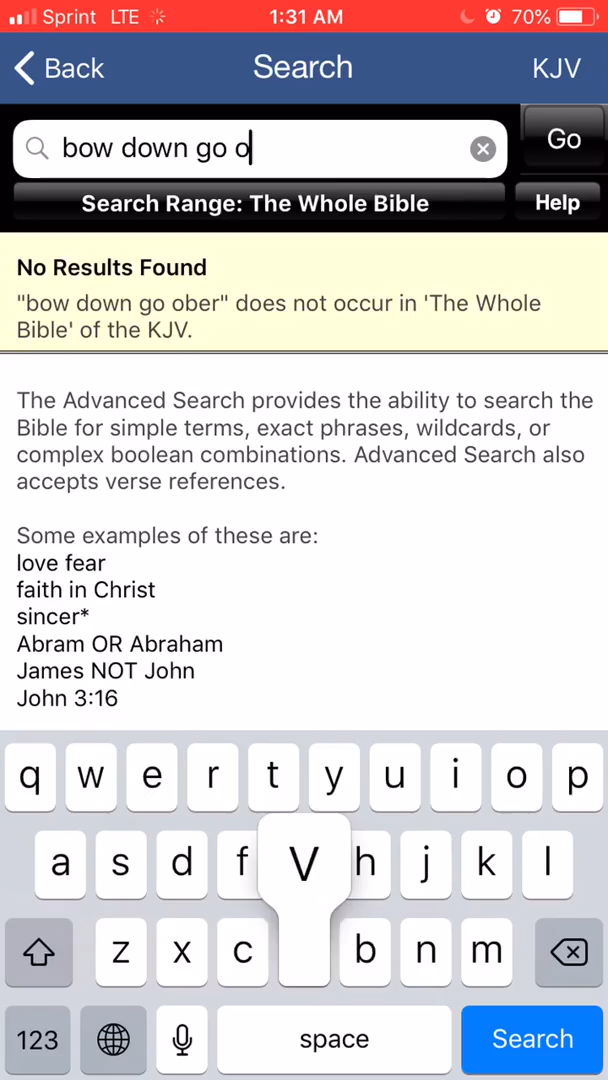 Sprint LTE 1:31 AM 70%
Back Search KJV
bow down go o Go
Search Range: The Whole Bible Help
No Results Found
"bow down go ober" does not occur in 'The Whole
Bible' of the KJV.
The Advanced Search provides the ability to search the
Bible for simple terms, exact phrases, wildcards, or
complex boolean combinations. Advanced Search also
accepts verse references.
Some examples of these are:
love fear
faith in Christ
sincer*
Abram OR Abraham
James NOT John
John 3:16
q w e r t y u i o p
a s d f V h j k l
z x c b n m
123 space Search